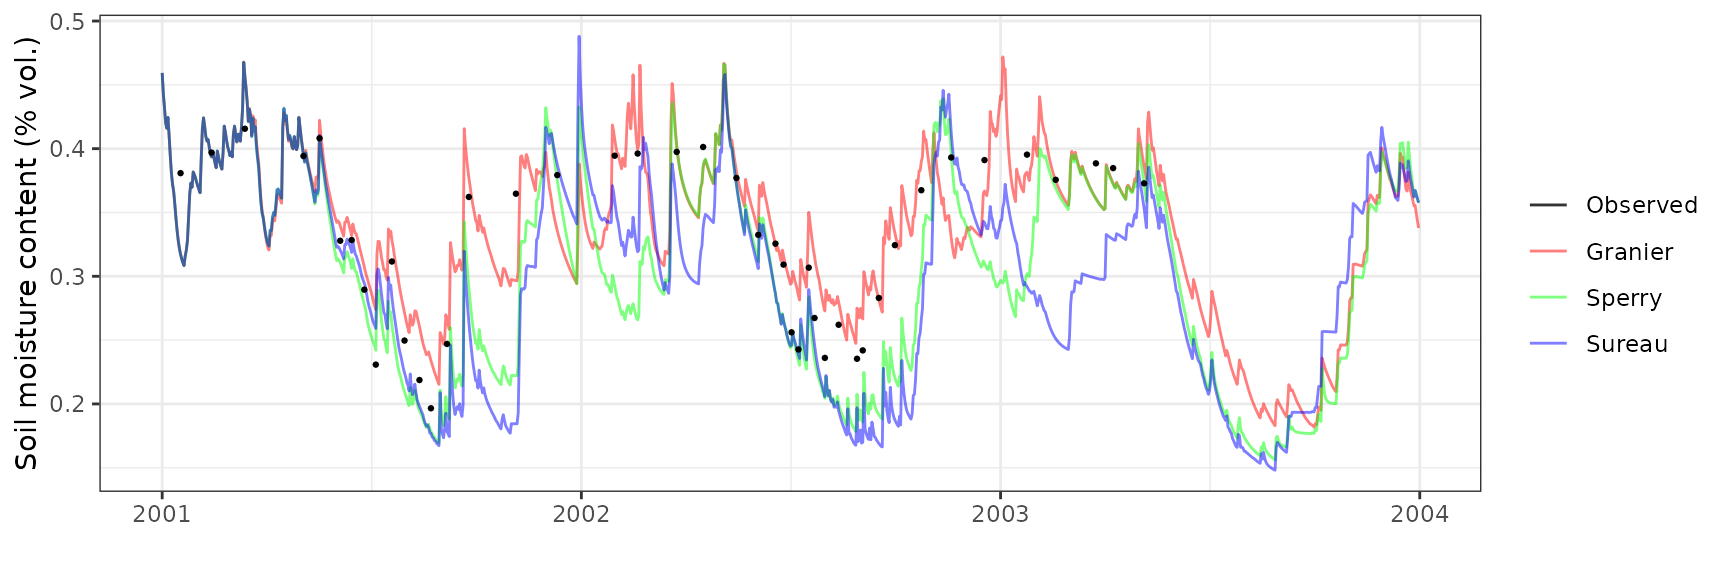 Soil moisture content (% vol.)
0.5
0.4
0.3
0.2
2001
2002
2003
2004
Observed
Granier
Sperry
Sureau